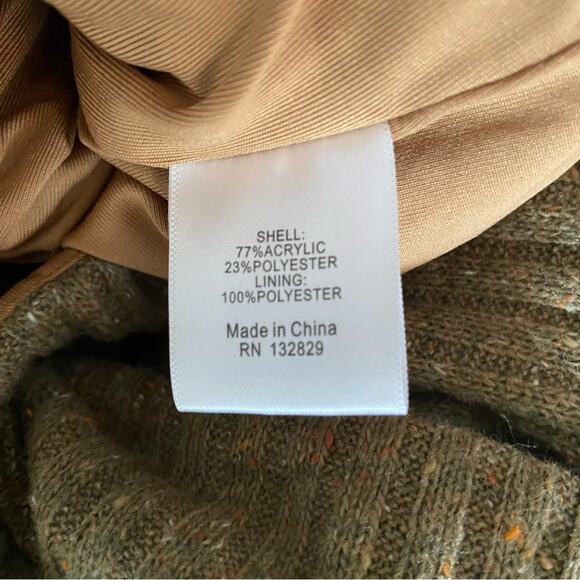 SHELL:
77%ACRYLIC
23%POLYESTER
LINING:
100%POLYESTER
Made in China
RN 132829